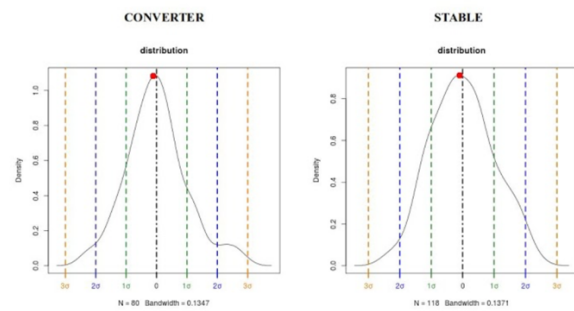 CONVERTER
STABLE
distribution
distribution
Density
1.0
0.8
0.6
0.4
0.2
0.0
3σ 2σ 1σ 0 1σ 2σ 3σ
N = 80 Bandwidth = 0.1347
Density
0.8
0.6
0.4
0.2
0.0
3σ 2σ 1σ 0 1σ 2σ 3σ
N = 118 Bandwidth = 0.1371